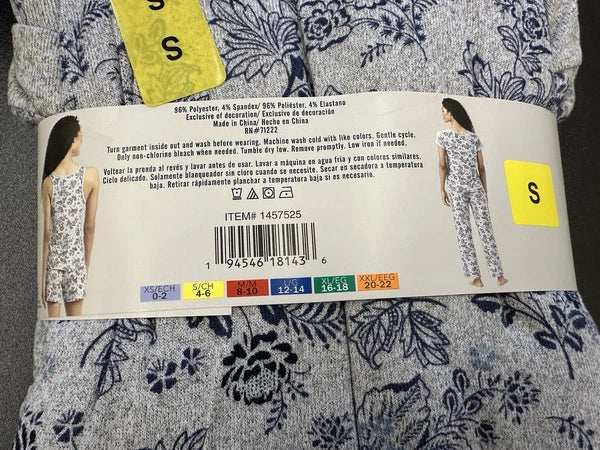 S
S
96% Polyester, 4% Spandex/ 96% Poliéster, 4% Elastano
Exclusive of decoration/ Exclusivo de decoración
Made in China/ Hecho en China
RN#71222
Turn garment inside out and wash before wearing. Machine wash cold with like colors. Gentle cycle.
Only non-chlorine bleach when needed. Tumble dry low. Remove promptly. Low iron if needed.
Voltear la prenda al revés y lavar antes de usar. Lavar a máquina en agua fria y con colores similares.
Ciclo delicado. Solamente blanqueador sin cloro cuando se necesite. Secar en secadora a temperatura
baja. Retirar rápidamente planchar a temperatura baja si es necesario.
S
ITEM# 1457525
1 94546 18143 6
XS/ECH S/CH M/M L/G XL/EG XXL/EEG
0-2 4-6 8-10 12-14 16-18 20-22